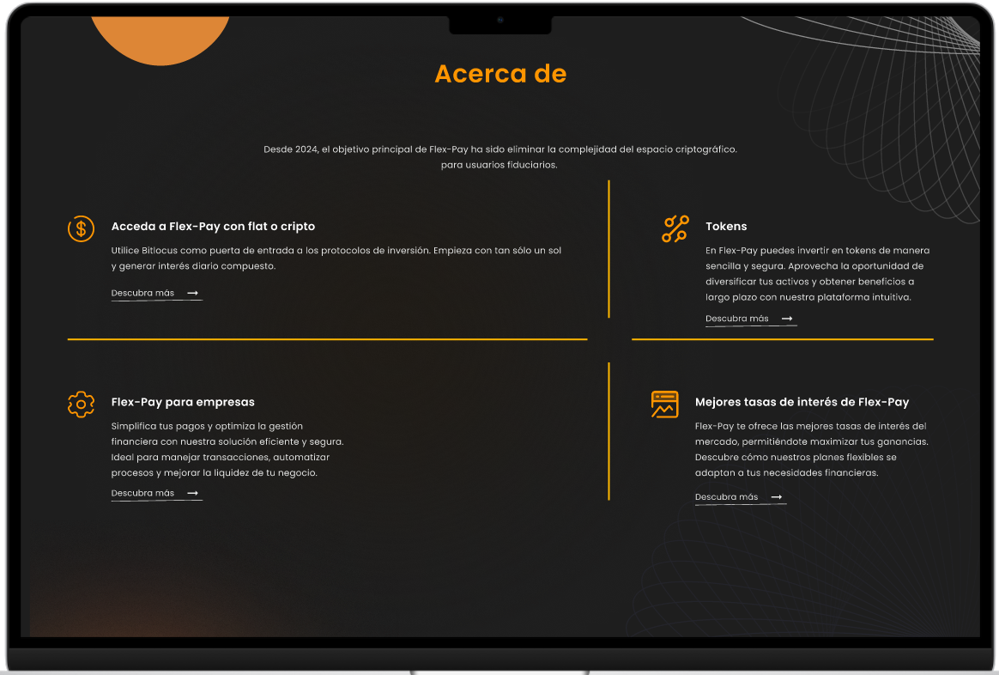 Acerca de
Desde 2024, el objetivo principal de Flex-Pay ha sido eliminar la complejidad del espacio criptográfico.
para usuarios fiduciarios.
Acceda a Flex-Pay con flat o cripto
Utilice Bitlocus como puerta de entrada a los protocolos de inversión. Empieza con tan sólo un sol
y generar interés diario compuesto.
Descubra más
Tokens
En Flex-Pay puedes invertir en tokens de manera
sencilla y segura. Aprovecha la oportunidad de
diversificar tus activos y obtener beneficios a
largo plazo con nuestra plataforma intuitiva.
Descubra más
Flex-Pay para empresas
Simplifica tus pagos y optimiza la gestión
financiera con nuestra solución eficiente y segura.
Ideal para manejar transacciones, automatizar
procesos y mejorar la liquidez de tu negocio.
Descubra más
Mejores tasas de interés de Flex-Pay
Flex-Pay te ofrece las mejores tasas de interés del
mercado, permitiéndote maximizar tus ganancias.
Descubre cómo nuestros planes flexibles se
adaptan a tus necesidades financieras.
Descubra más